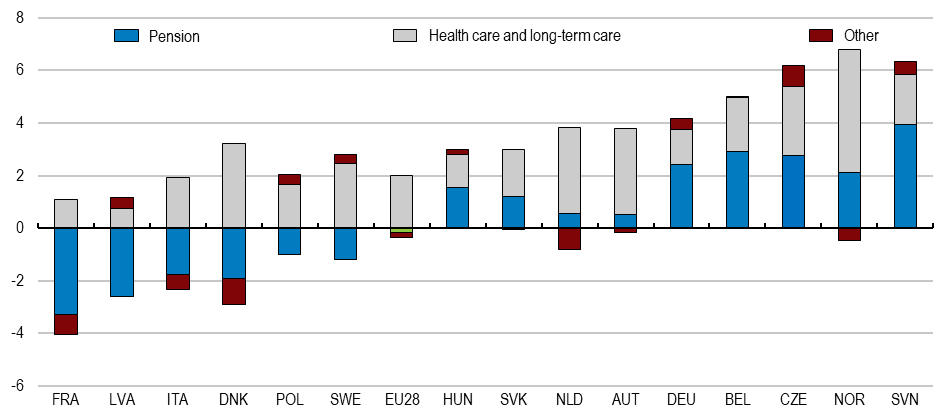 8
Pension
Health care and long-term care
Other
6
4
2
0
-2
-4
-6
FRA LVA ITA DNK POL SWE EU28 HUN SVK NLD AUT DEU BEL CZE NOR SVN